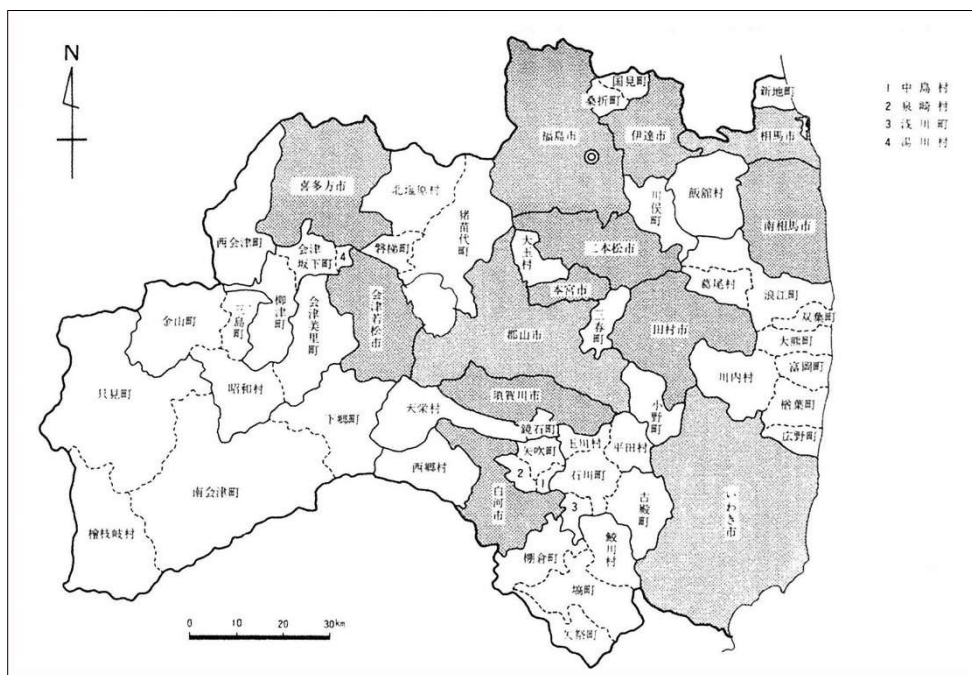 N
1 中島村
2 泉崎村
3 浅川町
4 湯川村
国見町
桑折町
新地町
福島市
伊達市
相馬市
喜多方市
北塩原村
猪苗代町
川俣町
飯舘村
南相馬市
西会津町
会津坂下町
4
磐梯町
大玉村
二本松市
葛尾村
浪江町
双葉町
本宮市
金山町
三島町
柳津町
会津美里町
会津若松市
郡山市
三春町
田村市
大熊町
富岡町
川内村
楢葉町
広野町
只見町
昭和村
下郷町
天栄村
須賀川市
鏡石町
小野町
玉川村
平田村
矢吹町
西郷村
2
1
石川町
南会津町
白河市
3
古殿町
いわき市
檜枝岐村
鮫川村
棚倉町
塙町
矢祭町
0 10 20 30km